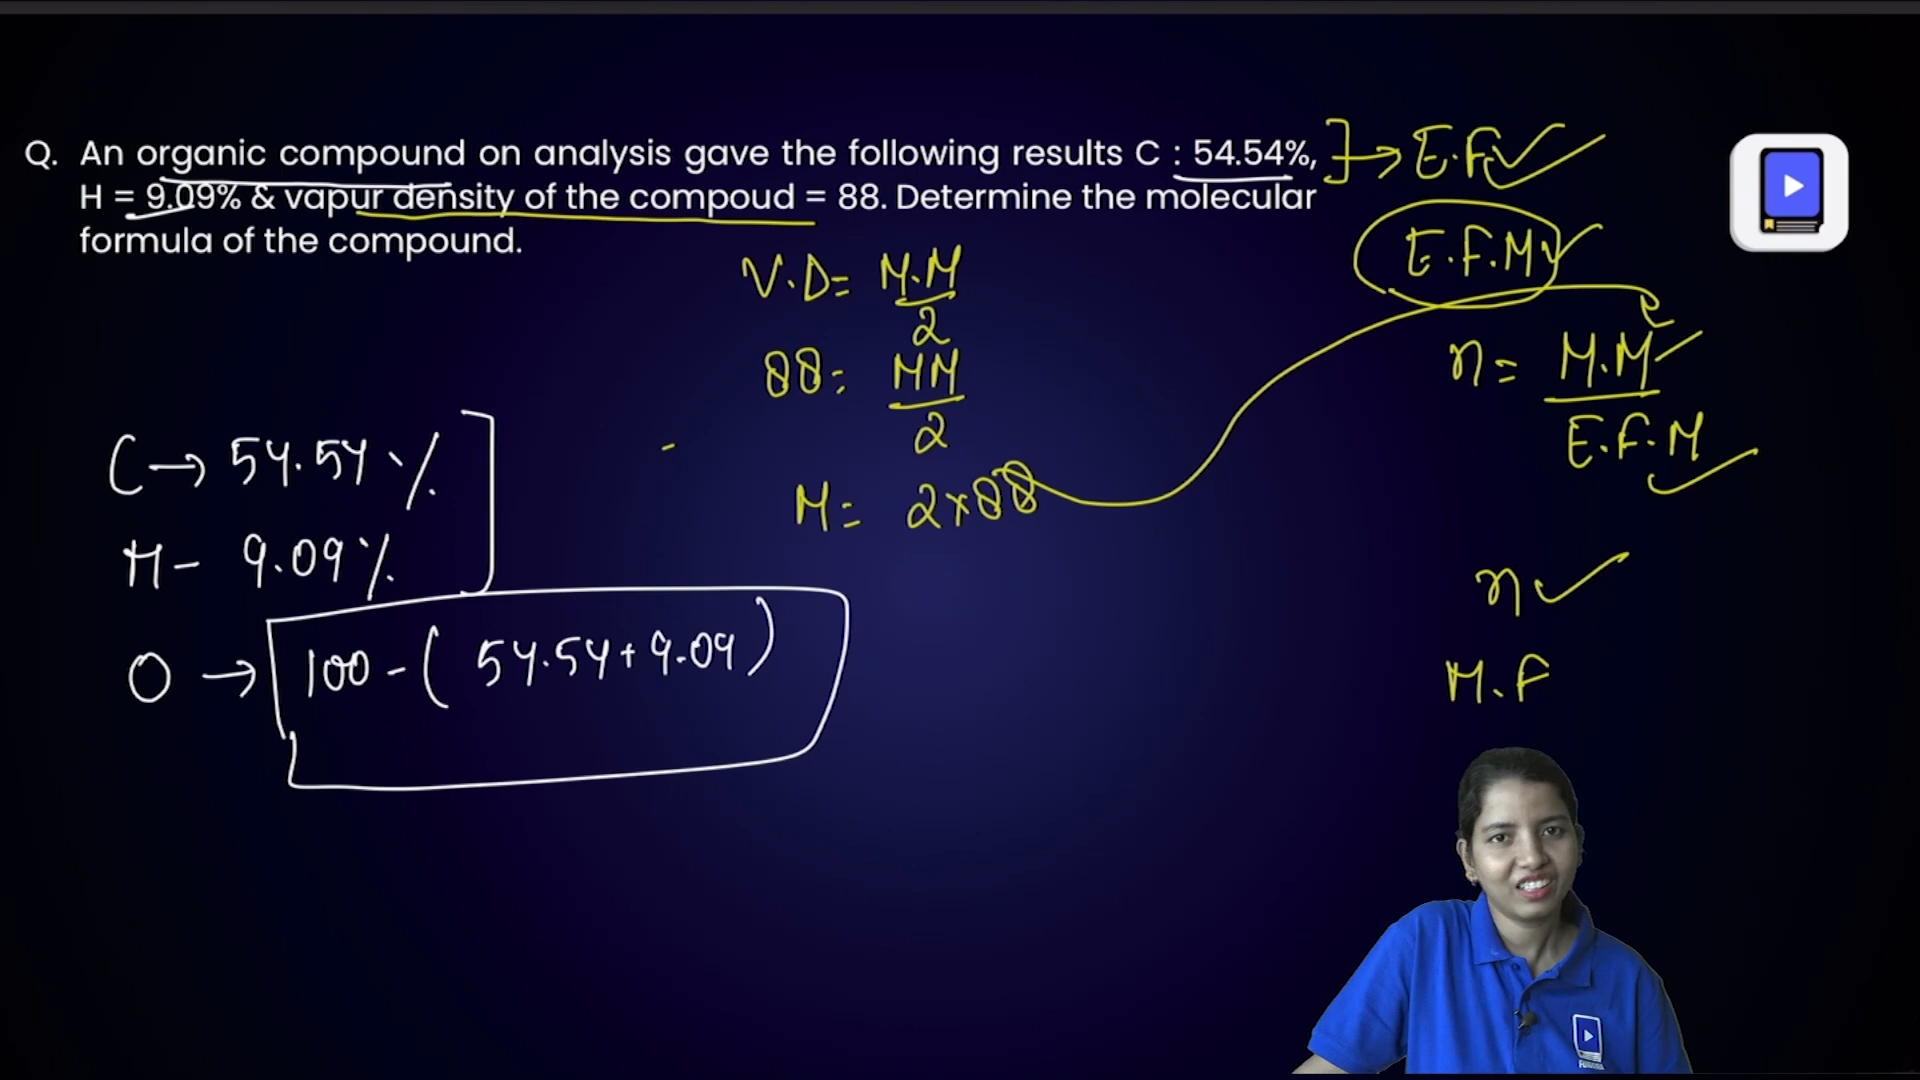 Q. An organic compound on analysis gave the following results C : 54.54%,
H = 9.09% & vapur density of the compoud = 88. Determine the molecular
formula of the compound.
E.F.
E.F.M
V.D = M.M
2
88 = MM
2
M = 2×88
n = M.M
E.F.M
n
M.F
C → 54.54 %
H - 9.09 %
O → 100 - ( 54.54 + 9.09 )